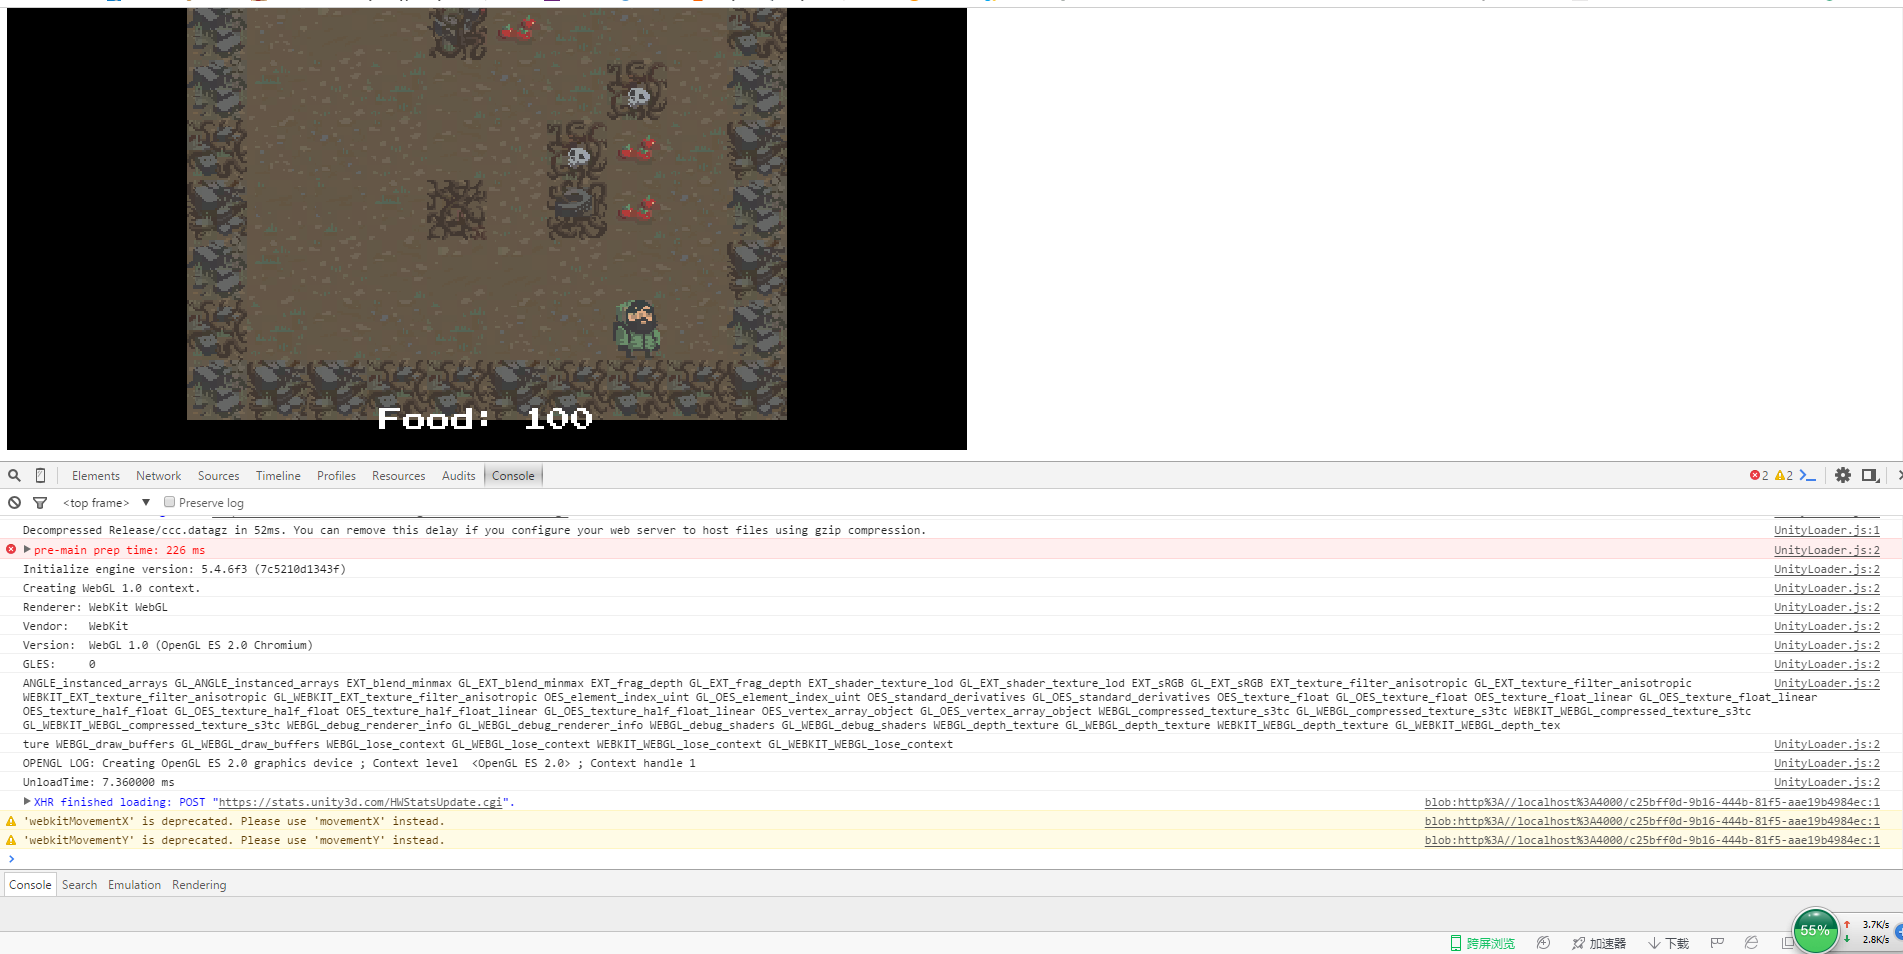 Food: 100
Elements Network Sources Timeline Profiles Resources Audits Console 2 2
<top frame> ▼ Preserve log
Decompressed Release/ccc.datagz in 52ms. You can remove this delay if you configure your web server to host files using gzip compression. UnityLoader.js:1
pre-main prep time: 226 ms UnityLoader.js:2
Initialize engine version: 5.4.6f3 (7c5210d1343f) UnityLoader.js:2
Creating WebGL 1.0 context. UnityLoader.js:2
Renderer: WebKit WebGL UnityLoader.js:2
Vendor: WebKit UnityLoader.js:2
Version: WebGL 1.0 (OpenGL ES 2.0 Chromium) UnityLoader.js:2
GLES: 0 UnityLoader.js:2
ANGLE_instanced_arrays GL_ANGLE_instanced_arrays EXT_blend_minmax GL_EXT_blend_minmax EXT_frag_depth GL_EXT_frag_depth EXT_shader_texture_lod GL_EXT_shader_texture_lod EXT_sRGB GL_EXT_sRGB EXT_texture_filter_anisotropic GL_EXT_texture_filter_anisotropic UnityLoader.js:2
WEBKIT_EXT_texture_filter_anisotropic GL_WEBKIT_EXT_texture_filter_anisotropic OES_element_index_uint GL_OES_element_index_uint OES_standard_derivatives GL_OES_standard_derivatives OES_texture_float GL_OES_texture_float OES_texture_float_linear GL_OES_texture_float_linear
OES_texture_half_float GL_OES_texture_half_float OES_texture_half_float_linear GL_OES_texture_half_float_linear OES_vertex_array_object GL_OES_vertex_array_object WEBGL_compressed_texture_s3tc GL_WEBGL_compressed_texture_s3tc WEBKIT_WEBGL_compressed_texture_s3tc
GL_WEBKIT_WEBGL_compressed_texture_s3tc WEBGL_debug_renderer_info GL_WEBGL_debug_renderer_info WEBGL_debug_shaders GL_WEBGL_debug_shaders WEBGL_depth_texture GL_WEBGL_depth_texture WEBKIT_WEBGL_depth_texture GL_WEBKIT_WEBGL_depth_tex
ture WEBGL_draw_buffers GL_WEBGL_draw_buffers WEBGL_lose_context GL_WEBGL_lose_context WEBKIT_WEBGL_lose_context GL_WEBKIT_WEBGL_lose_context UnityLoader.js:2
OPENGL LOG: Creating OpenGL ES 2.0 graphics device ; Context level <OpenGL ES 2.0> ; Context handle 1 UnityLoader.js:2
UnloadTime: 7.360000 ms UnityLoader.js:2
XHR finished loading: POST "https://stats.unity3d.com/HWStatsUpdate.cgi". blob:http%3A//localhost%3A4000/c25bff0d-9b16-444b-81f5-aae19b4984ec:1
'webkitMovementX' is deprecated. Please use 'movementX' instead. blob:http%3A//localhost%3A4000/c25bff0d-9b16-444b-81f5-aae19b4984ec:1
'webkitMovementY' is deprecated. Please use 'movementY' instead. blob:http%3A//localhost%3A4000/c25bff0d-9b16-444b-81f5-aae19b4984ec:1
Console Search Emulation Rendering
跨屏浏览 加速器 下载 55% 3.7K/s
2.8K/s